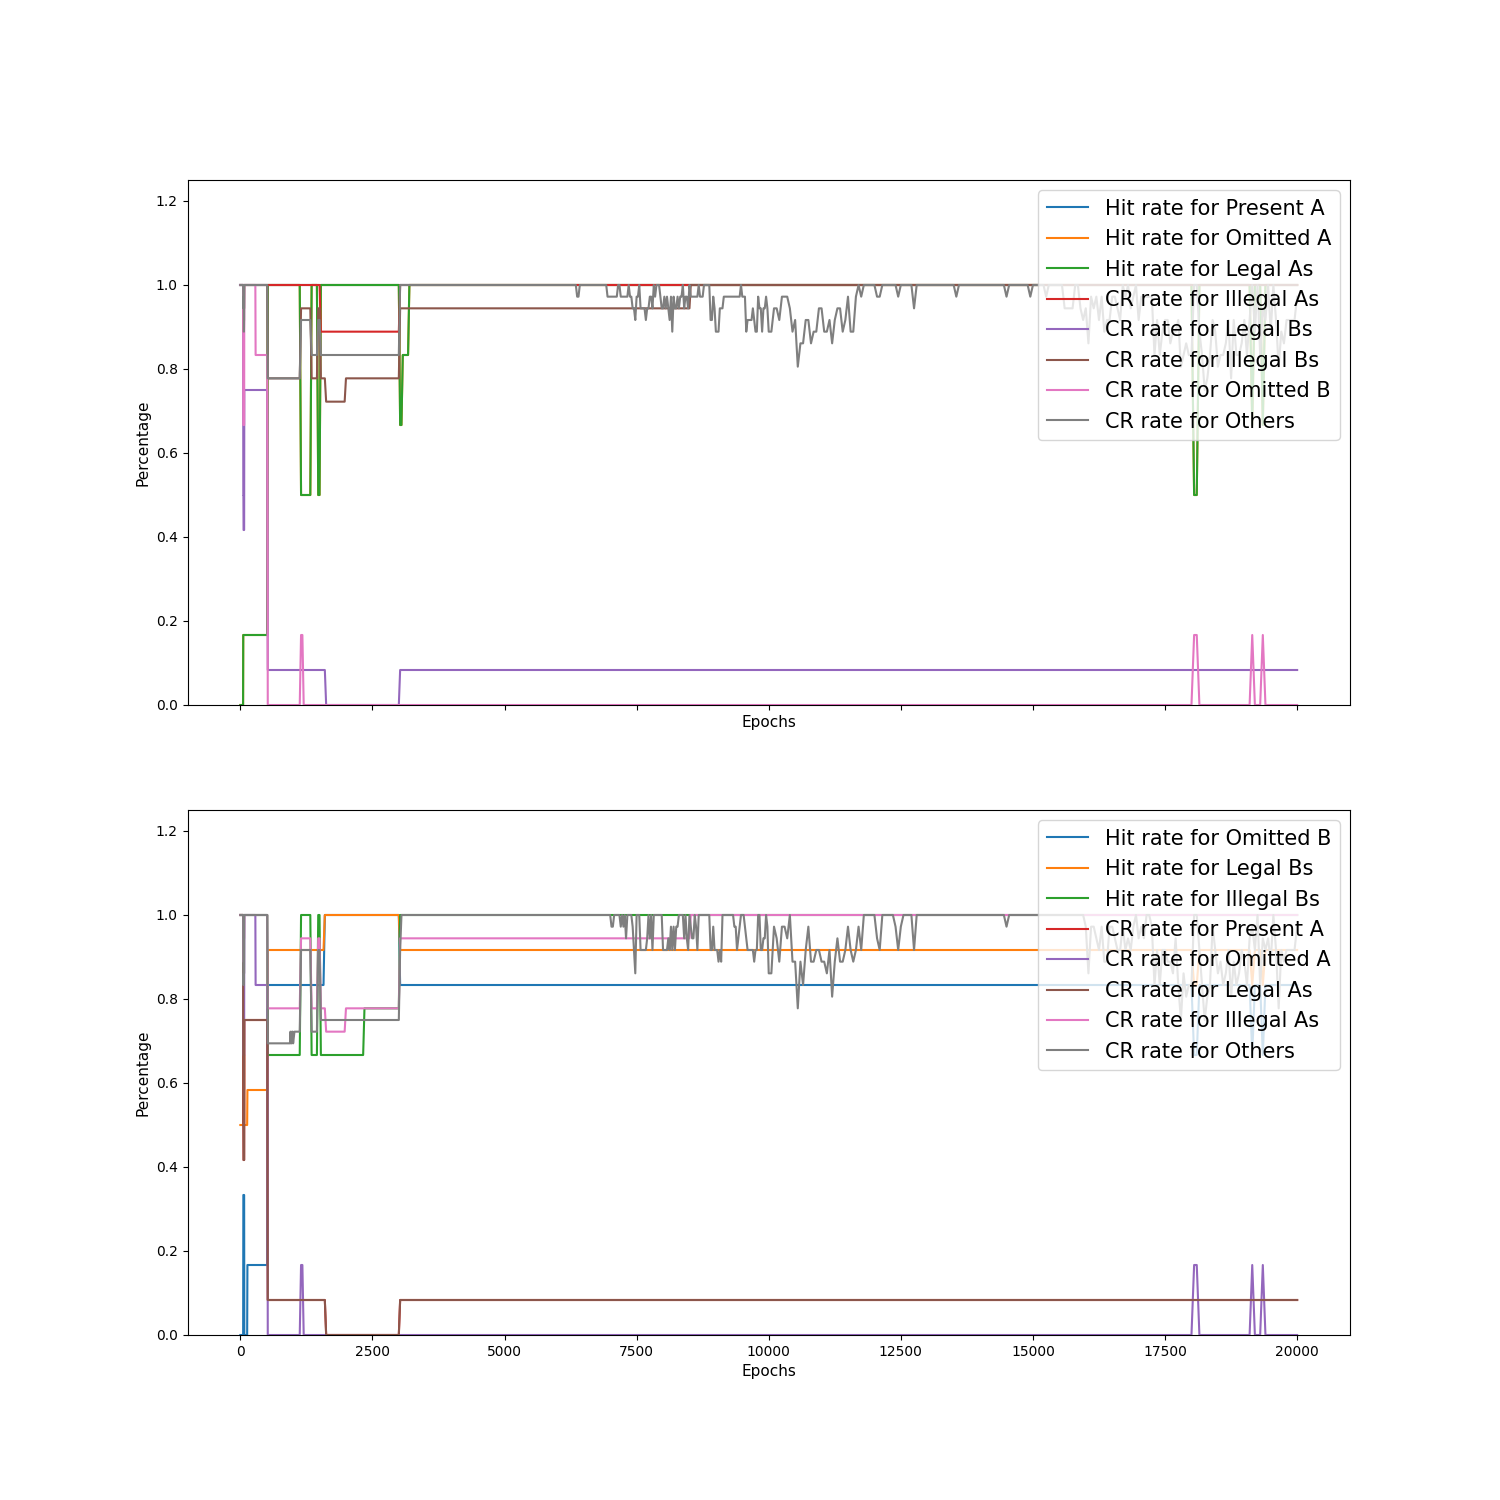 1.2
1.0
0.8
0.6
0.4
0.2
0.0
Percentage
Epochs
Hit rate for Present A
Hit rate for Omitted A
Hit rate for Legal As
CR rate for Illegal As
CR rate for Legal Bs
CR rate for Illegal Bs
CR rate for Omitted B
CR rate for Others
1.2
1.0
0.8
0.6
0.4
0.2
0.0
Percentage
0 2500 5000 7500 10000 12500 15000 17500 20000
Epochs
Hit rate for Omitted B
Hit rate for Legal Bs
Hit rate for Illegal Bs
CR rate for Present A
CR rate for Omitted A
CR rate for Legal As
CR rate for Illegal As
CR rate for Others